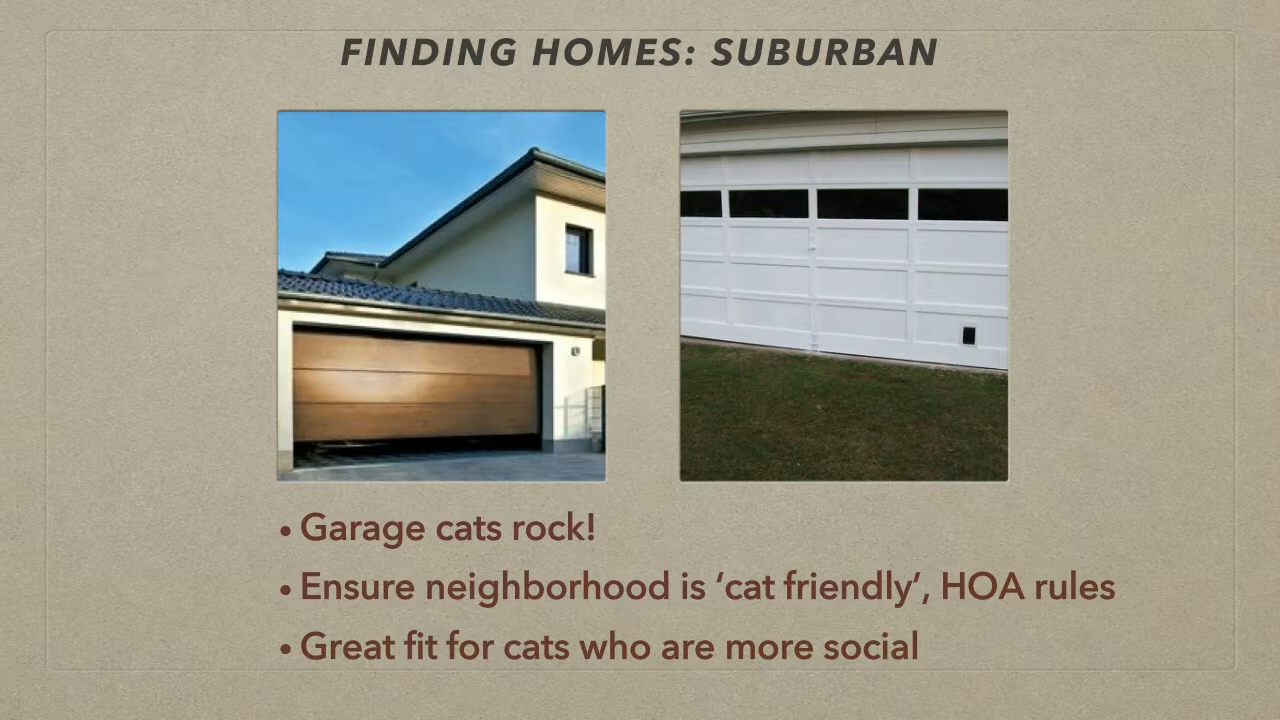 FINDING HOMES: SUBURBAN
• Garage cats rock!
• Ensure neighborhood is ‘cat friendly’, HOA rules
• Great fit for cats who are more social